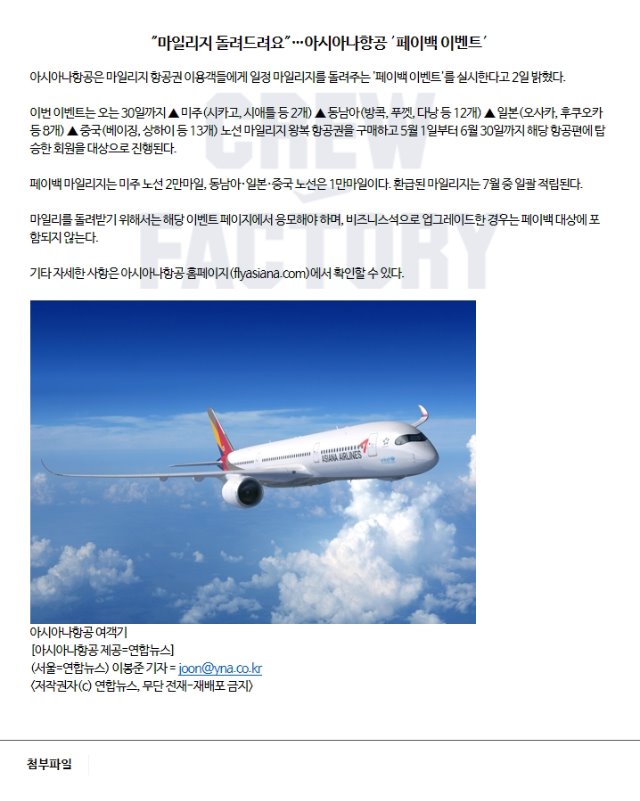 "마일리지 돌려드려요"…아시아나항공 '페이백 이벤트'
아시아나항공은 마일리지 항공권 이용객들에게 일정 마일리지를 돌려주는 '페이백 이벤트'를 실시한다고 2일 밝혔다.
이번 이벤트는 오는 30일까지 ▲ 미주(시카고, 시애틀 등 2개) ▲ 동남아(방콕, 푸껫, 다낭 등 12개) ▲ 일본(오사카, 후쿠오카
등 8개) ▲ 중국(베이징, 상하이 등 13개) 노선 마일리지 왕복 항공권을 구매하고 5월 1일부터 6월 30일까지 해당 항공편에 탑
승한 회원을 대상으로 진행된다.
페이백 마일리지는 미주 노선 2만마일, 동남아·일본·중국 노선은 1만마일이다. 환급된 마일리지는 7월 중 일괄 적립된다.
마일리를 돌려받기 위해서는 해당 이벤트 페이지에서 응모해야 하며, 비즈니스석으로 업그레이드한 경우는 페이백 대상에 포
함되지 않는다.
기타 자세한 사항은 아시아나항공 홈페이지(flyasiana.com)에서 확인할 수 있다.
CREW
FACTORY
ASIANA AIRLINES
아시아나항공 여객기
[아시아나항공 제공=연합뉴스]
(서울=연합뉴스) 이봉준 기자 = joon@yna.co.kr
<저작권자(c) 연합뉴스, 무단 전재-재배포 금지>
첨부파일